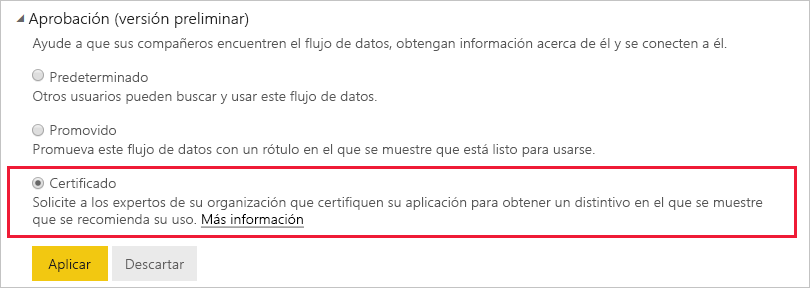 Aprobación (versión preliminar)
Ayude a que sus compañeros encuentren el flujo de datos, obtengan información acerca de él y se conecten a él.
Predeterminado
Otros usuarios pueden buscar y usar este flujo de datos.
Promovido
Promueva este flujo de datos con un rótulo en el que se muestre que está listo para usarse.
Certificado
Solicite a los expertos de su organización que certifiquen su aplicación para obtener un distintivo en el que se muestre
que se recomienda su uso. Más información
Aplicar Descartar